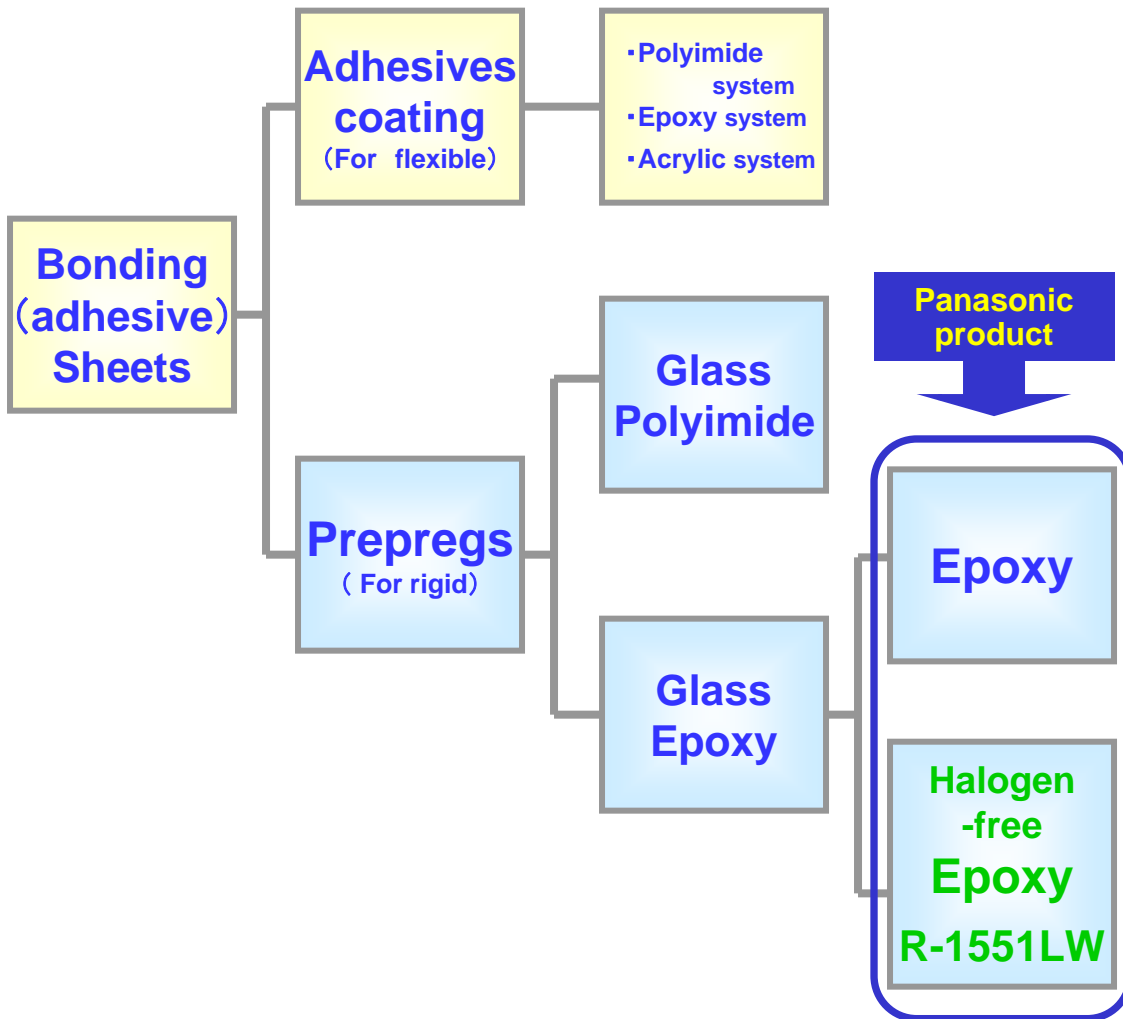 Adhesives
coating
（For flexible）
・Polyimide
system
・Epoxy system
・Acrylic system
Bonding
（adhesive）
Sheets
Panasonic
product
Glass
Polyimide
Prepregs
（ For rigid）
Epoxy
Glass
Epoxy
Halogen
-free
Epoxy
R-1551LW